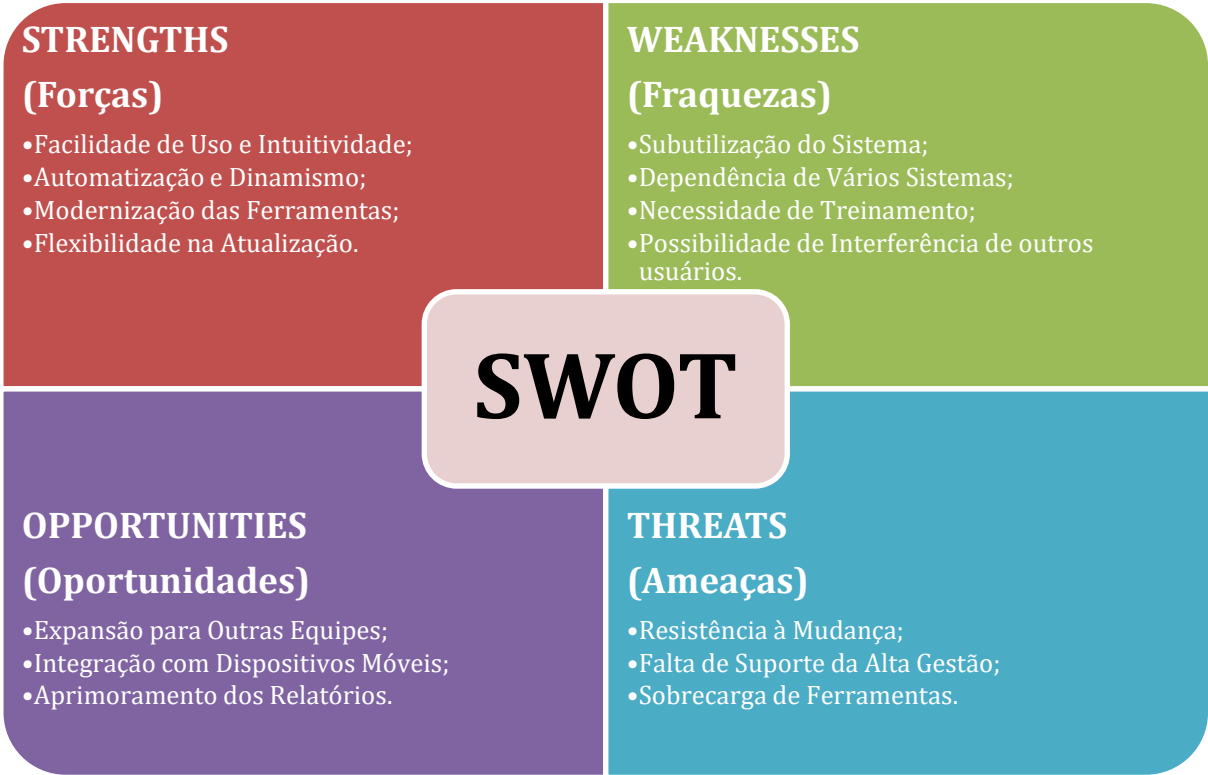 STRENGTHS
(Forças)
•Facilidade de Uso e Intuitividade;
•Automatização e Dinamismo;
•Modernização das Ferramentas;
•Flexibilidade na Atualização.
WEAKNESSES
(Fraquezas)
•Subutilização do Sistema;
•Dependência de Vários Sistemas;
•Necessidade de Treinamento;
•Possibilidade de Interferência de outros
usuários.
SWOT
OPPORTUNITIES
(Oportunidades)
•Expansão para Outras Equipes;
•Integração com Dispositivos Móveis;
•Aprimoramento dos Relatórios.
THREATS
(Ameaças)
•Resistência à Mudança;
•Falta de Suporte da Alta Gestão;
•Sobrecarga de Ferramentas.